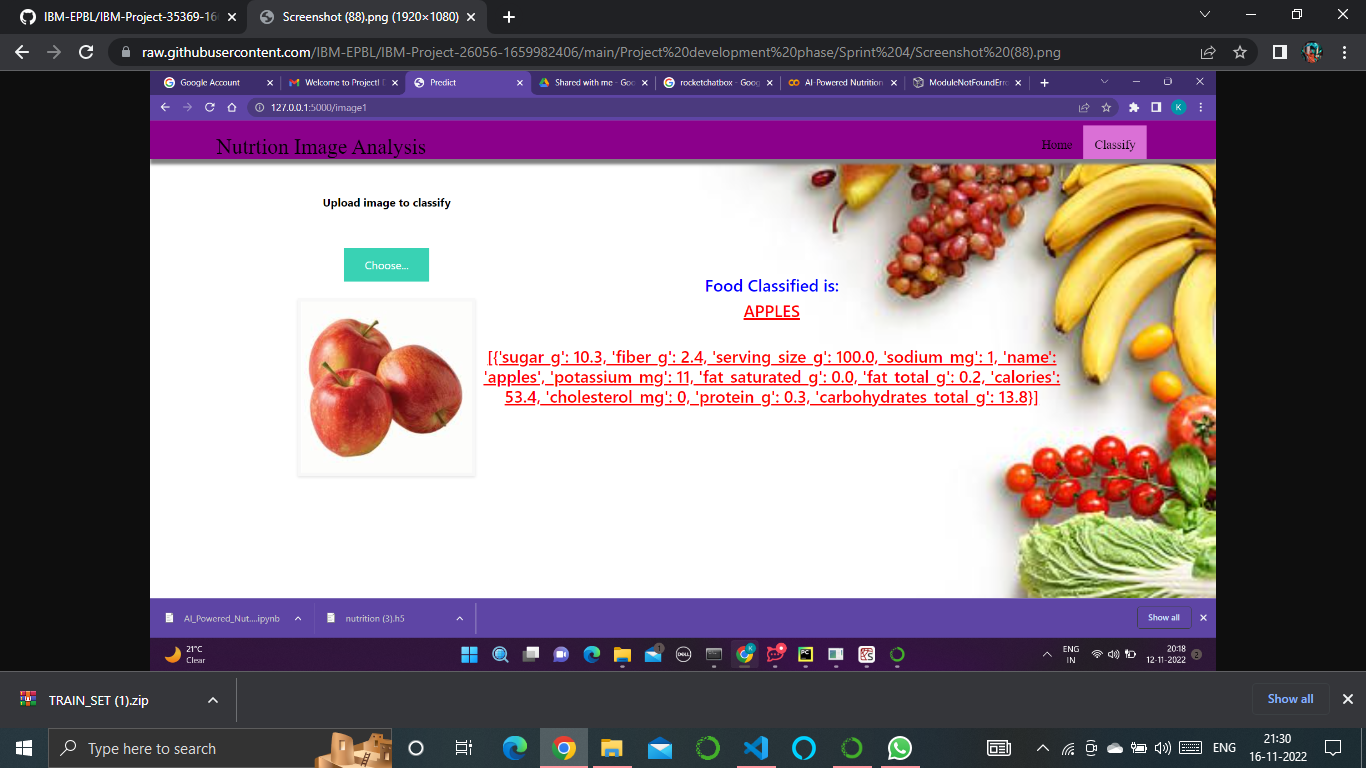 IBM-EPBL/IBM-Project-35369-16
Screenshot (88).png (1920×1080)
raw.githubusercontent.com/IBM-EPBL/IBM-Project-26056-1659982406/main/Project%20development%20phase/Sprint%204/Screenshot%20(88).png
Google Account
Welcome to Project!
Predict
Shared with me - Goo
rocketchatbox - Goog
AI-Powered Nutrition
ModuleNotFoundErro
127.0.0.1:5000/image1
K
Nutrtion Image Analysis
Home
Classify
Upload image to classify
Choose...
Food Classified is:
APPLES
[{'sugar_g': 10.3, 'fiber_g': 2.4, 'serving_size_g': 100.0, 'sodium_mg': 1, 'name':
'apples', 'potassium_mg': 11, 'fat_saturated_g': 0.0, 'fat_total_g': 0.2, 'calories':
53.4, 'cholesterol_mg': 0, 'protein_g': 0.3, 'carbohydrates_total_g': 13.8}]
AI_Powered_Nut....ipynb
nutrition (3).h5
Show all
21°C
Clear
ENG
IN
20:18
12-11-2022
2
TRAIN_SET (1).zip
Show all
Type here to search
ENG
21:30
16-11-2022